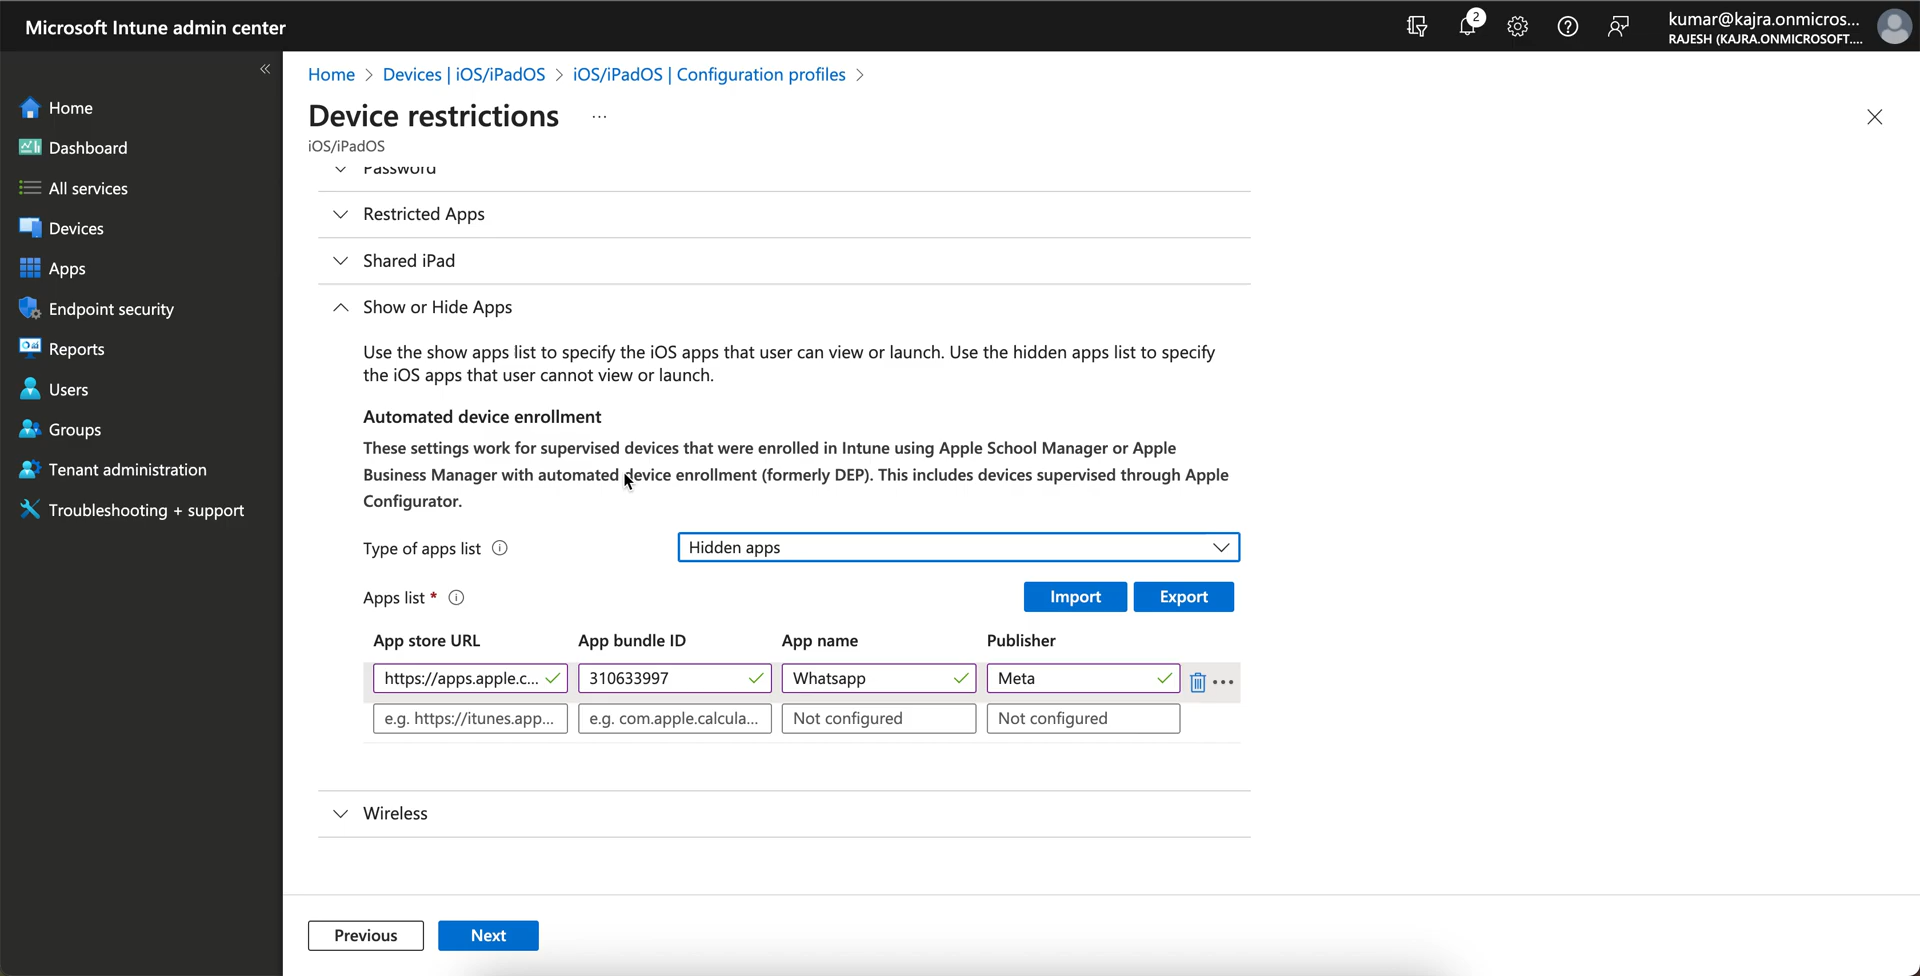 Microsoft Intune admin center
2
kumar@kajra.onmicros...
RAJESH (KAJRA.ONMICROSOFT....
Home
Dashboard
All services
Devices
Apps
Endpoint security
Reports
Users
Groups
Tenant administration
Troubleshooting + support
Home > Devices | iOS/iPadOS > iOS/iPadOS | Configuration profiles >
Device restrictions ...
iOS/iPadOS
Password
Restricted Apps
Shared iPad
Show or Hide Apps
Use the show apps list to specify the iOS apps that user can view or launch. Use the hidden apps list to specify
the iOS apps that user cannot view or launch.
Automated device enrollment
These settings work for supervised devices that were enrolled in Intune using Apple School Manager or Apple
Business Manager with automated device enrollment (formerly DEP). This includes devices supervised through Apple
Configurator.
Type of apps list Hidden apps
Apps list * Import Export
App store URL App bundle ID App name Publisher
https://apps.apple.c... 310633997 Whatsapp Meta
e.g. https://itunes.app... e.g. com.apple.calcula... Not configured Not configured
Wireless
Previous Next